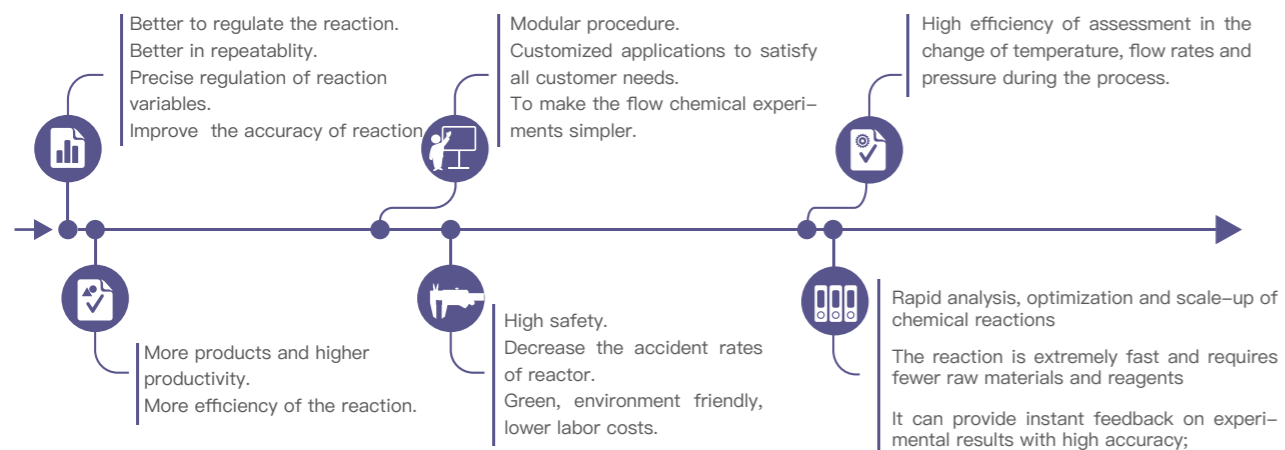 Better to regulate the reaction.
Better in repeatablity.
Precise regulation of reaction
variables.
Improve the accuracy of reaction
Modular procedure.
Customized applications to satisfy
all customer needs.
To make the flow chemical experi-
ments simpler.
High efficiency of assessment in the
change of temperature, flow rates and
pressure during the process.
More products and higher
productivity.
More efficiency of the reaction.
High safety.
Decrease the accident rates
of reactor.
Green, environment friendly,
lower labor costs.
Rapid analysis, optimization and scale-up of
chemical reactions
The reaction is extremely fast and requires
fewer raw materials and reagents
It can provide instant feedback on experi-
mental results with high accuracy;